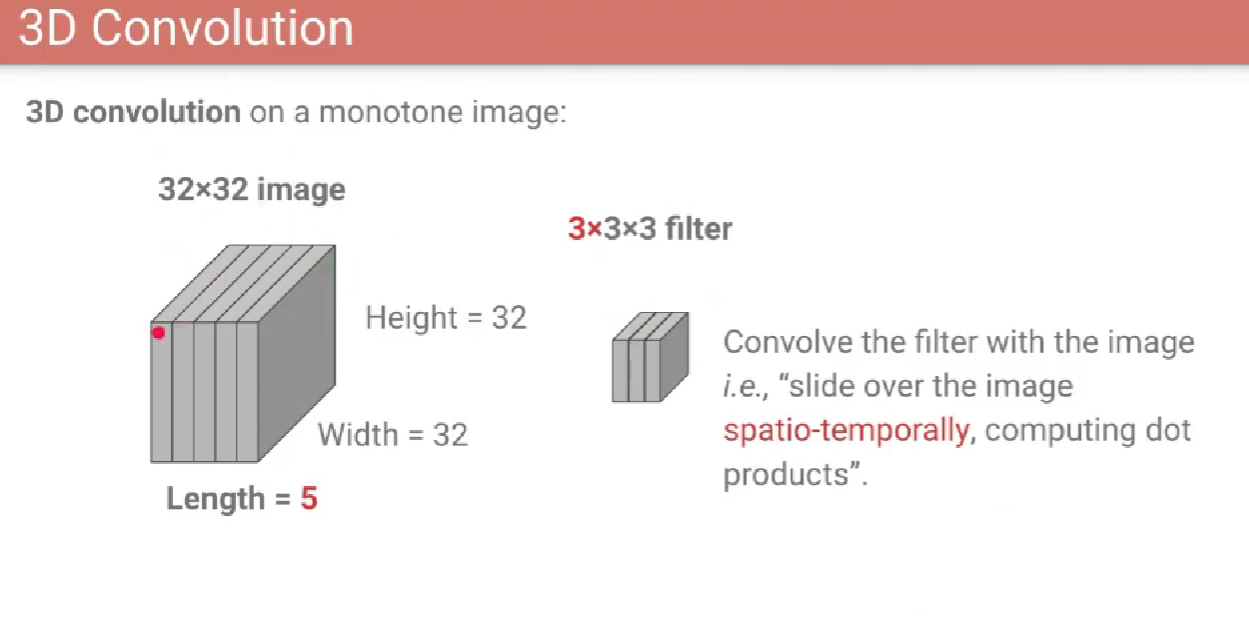 3D Convolution
3D convolution on a monotone image:
32×32 image
3×3×3 filter
Height = 32
Width = 32
Length = 5
Convolve the filter with the image
i.e., “slide over the image
spatio-temporally, computing dot
products”.